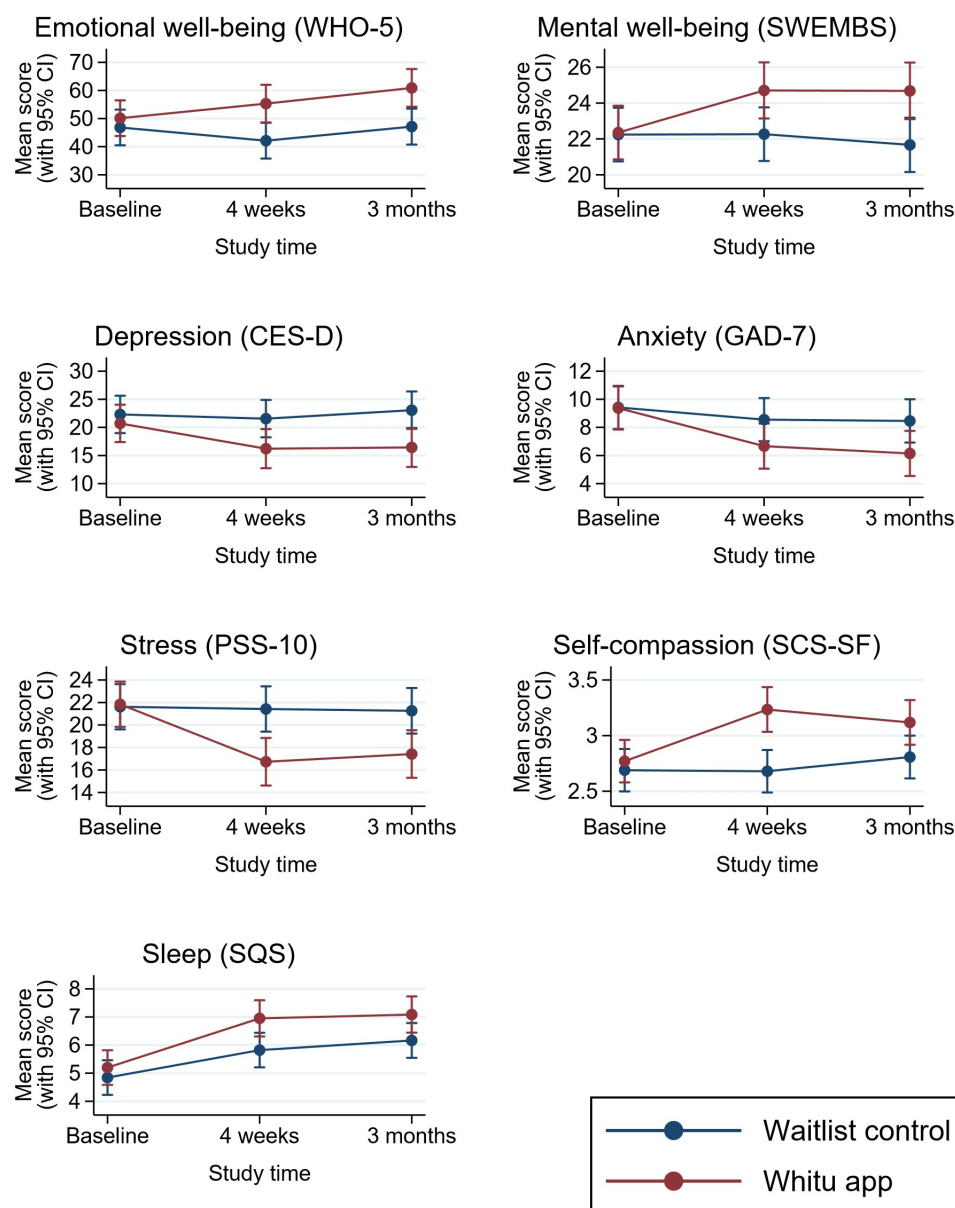 Emotional well-being (WHO-5)
Mean score
(with 95% CI)
70
60
50
40
30
Baseline 4 weeks 3 months
Study time
Mental well-being (SWEMBS)
Mean score
(with 95% CI)
26
24
22
20
Baseline 4 weeks 3 months
Study time
Depression (CES-D)
Mean score
(with 95% CI)
30
25
20
15
10
Baseline 4 weeks 3 months
Study time
Anxiety (GAD-7)
Mean score
(with 95% CI)
12
10
8
6
4
Baseline 4 weeks 3 months
Study time
Stress (PSS-10)
Mean score
(with 95% CI)
24
22
20
18
16
14
Baseline 4 weeks 3 months
Study time
Self-compassion (SCS-SF)
Mean score
(with 95% CI)
3.5
3
2.5
Baseline 4 weeks 3 months
Study time
Sleep (SQS)
Mean score
(with 95% CI)
8
7
6
5
4
Baseline 4 weeks 3 months
Study time
Waitlist control
Whitu app